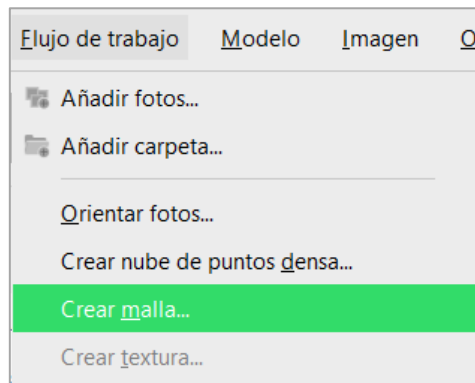 Flujo de trabajo Modelo Imagen O
Añadir fotos...
Añadir carpeta...
Orientar fotos...
Crear nube de puntos densa...
Crear malla...
Crear textura...